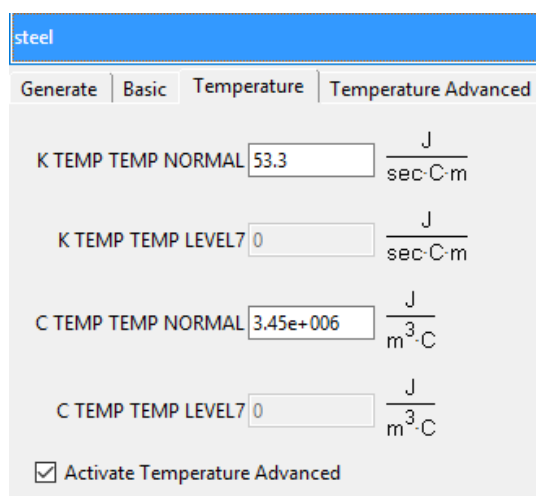 steel
Generate Basic Temperature Temperature Advanced
K TEMP TEMP NORMAL 53.3 J
sec·C·m
K TEMP TEMP LEVEL7 0 J
sec·C·m
C TEMP TEMP NORMAL 3.45e+006 J
m³·C
C TEMP TEMP LEVEL7 0 J
m³·C
Activate Temperature Advanced